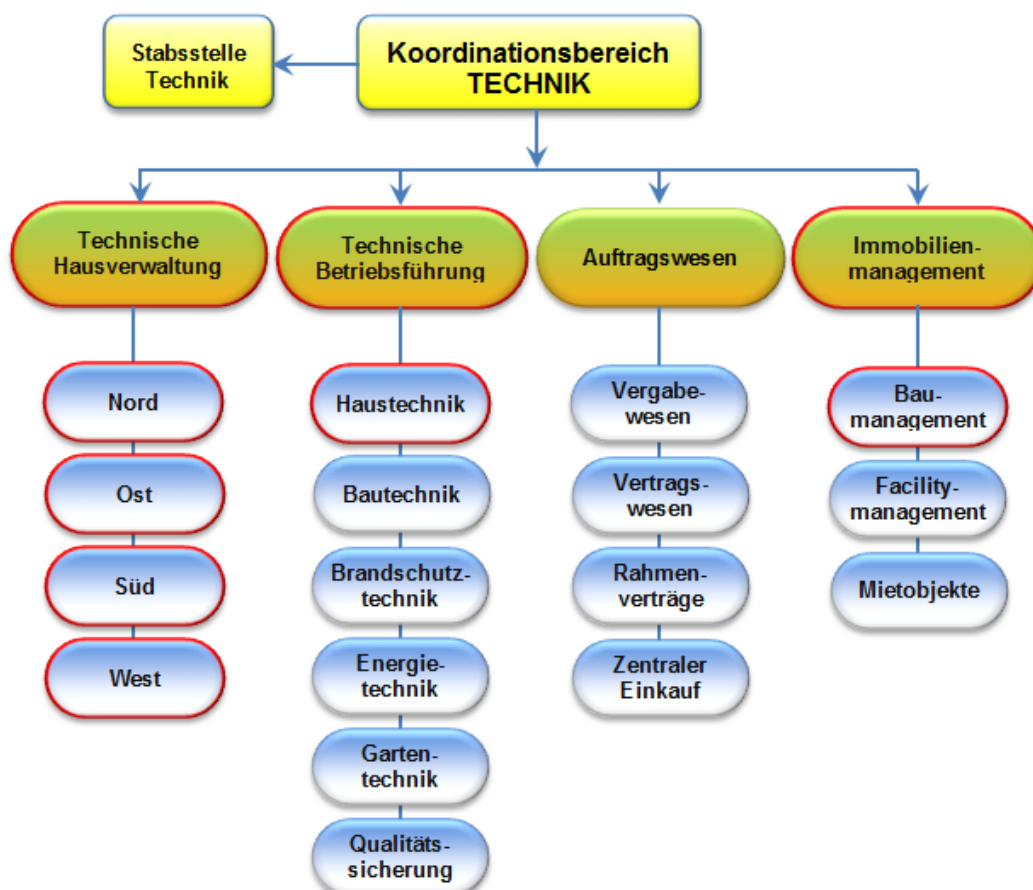 Stabsstelle
Technik
Koordinationsbereich
TECHNIK
Technische
Hausverwaltung
Nord
Ost
Süd
West
Technische
Betriebsführung
Haustechnik
Bautechnik
Brandschutz-
technik
Energie-
technik
Garten-
technik
Qualitäts-
sicherung
Auftragswesen
Vergabe-
wesen
Vertrags-
wesen
Rahmen-
verträge
Zentraler
Einkauf
Immobilien-
management
Bau-
management
Facility-
management
Mietobjekte